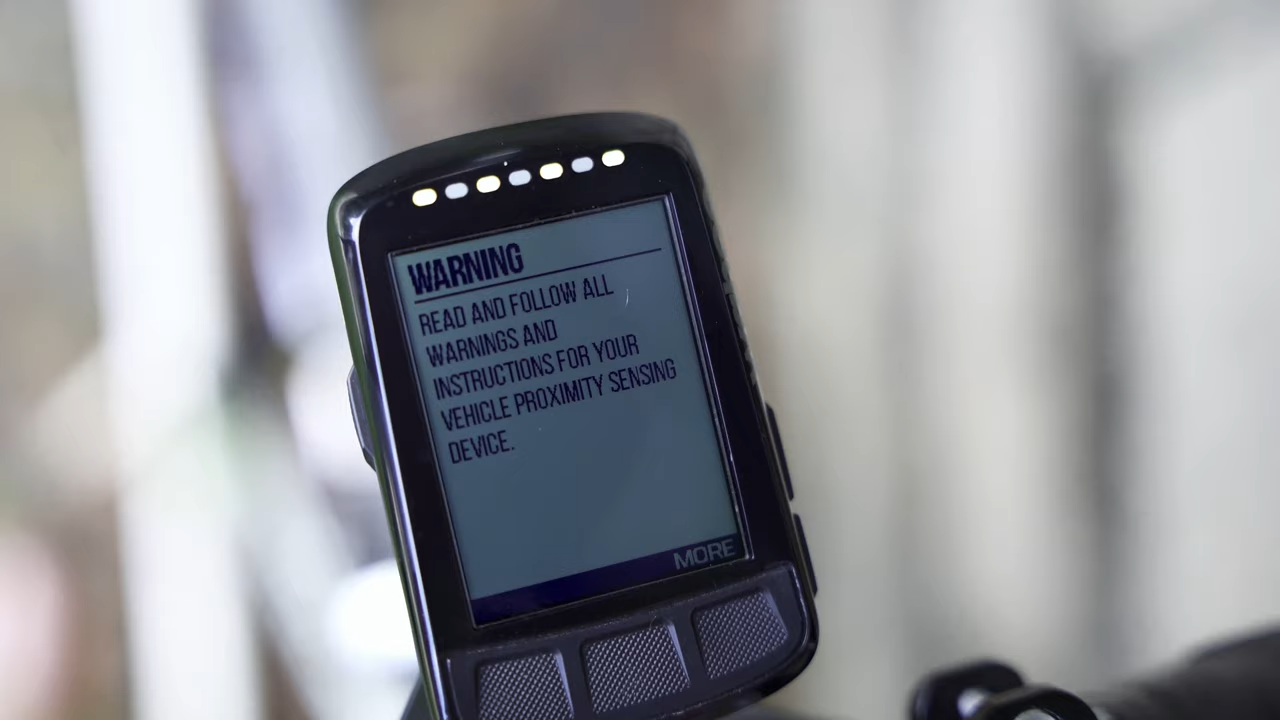 WARNING
READ AND FOLLOW ALL
WARNINGS AND
INSTRUCTIONS FOR YOUR
VEHICLE PROXIMITY SENSING
DEVICE.
MORE